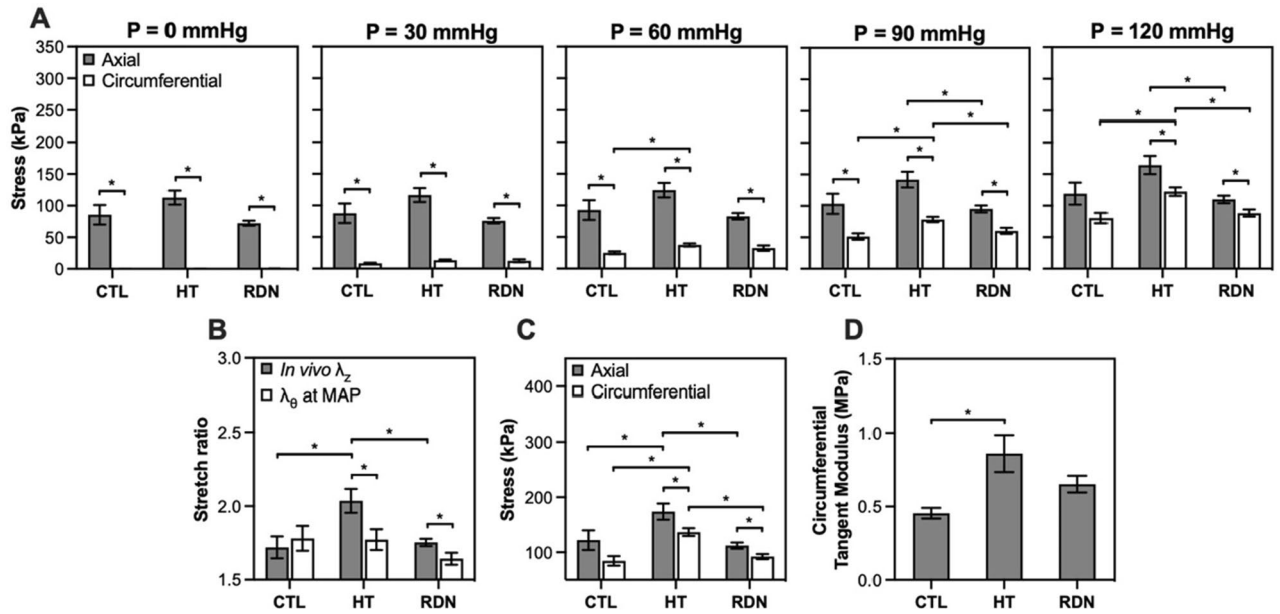 A
P = 0 mmHg
P = 30 mmHg
P = 60 mmHg
P = 90 mmHg
P = 120 mmHg
Stress (kPa)
350
300
250
200
150
100
50
0
Axial
Circumferential
* * *
* * *
* * * *
* * * * * * *
* * * * * *
CTL HT RDN
CTL HT RDN
CTL HT RDN
CTL HT RDN
CTL HT RDN
B
Stretch ratio
3.0
2.5
2.0
1.5
In vivo λz
λθ at MAP
* * * *
CTL HT RDN
C
Stress (kPa)
400
300
200
100
Axial
Circumferential
* * * * * *
CTL HT RDN
D
Circumferential
Tangent Modulus (MPa)
1.5
1.0
0.5
0.0
*
CTL HT RDN